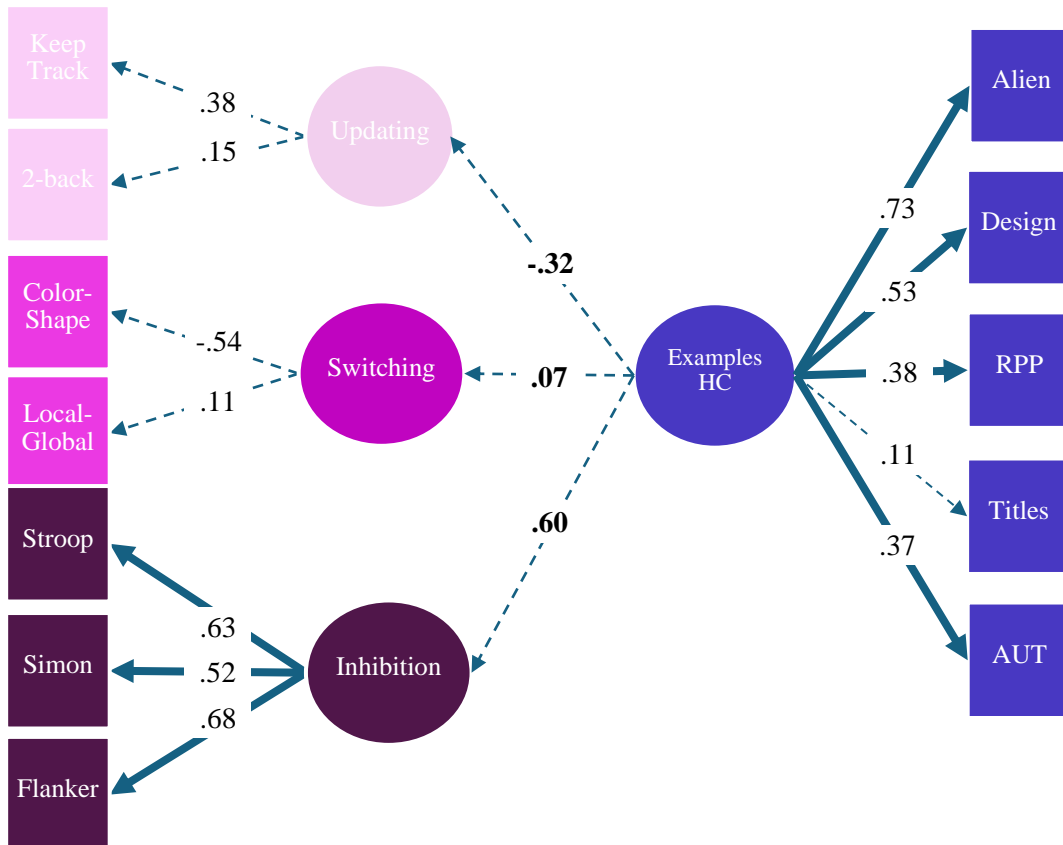 Keep
Track
2-back
Color-
Shape
Local-
Global
Stroop
Simon
Flanker
.38
.15
-.54
.11
.63
.52
.68
Updating
Switching
Inhibition
-.32
.07
.60
Examples
HC
.73
.53
.38
.11
.37
Alien
Design
RPP
Titles
AUT